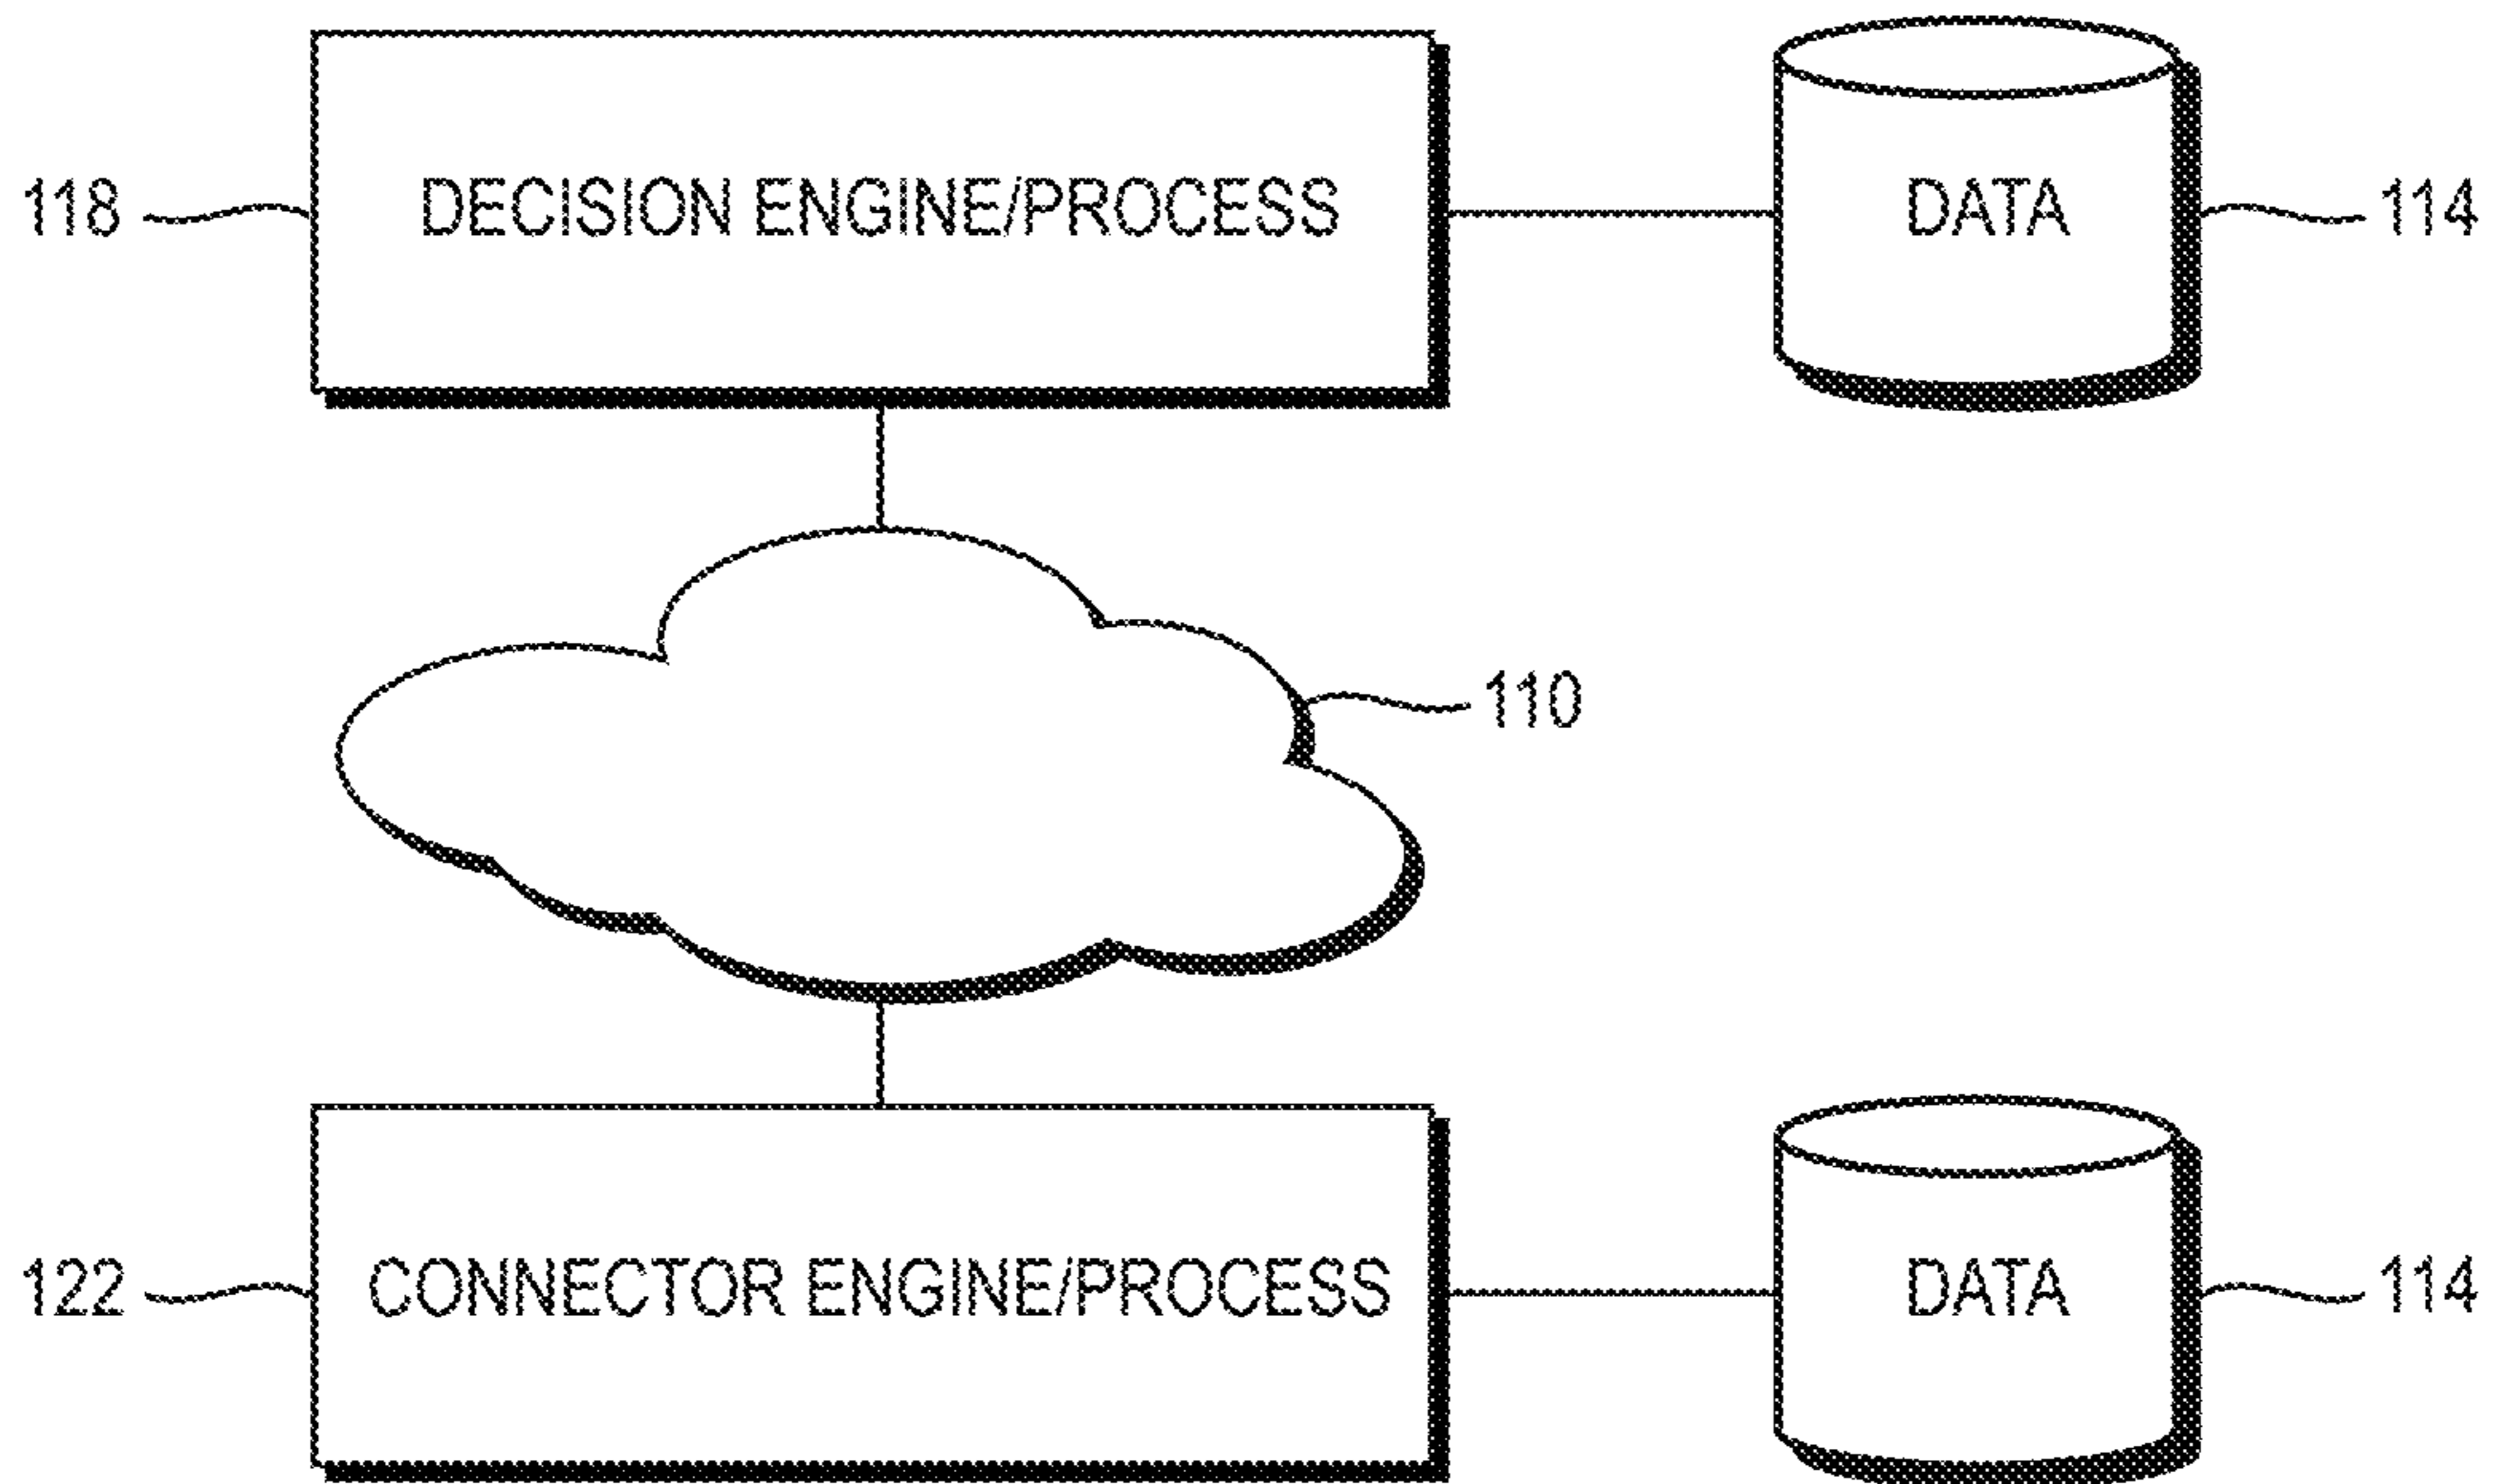 118
DECISION ENGINE/PROCESS
DATA
114
110
122
CONNECTOR ENGINE/PROCESS
DATA
114